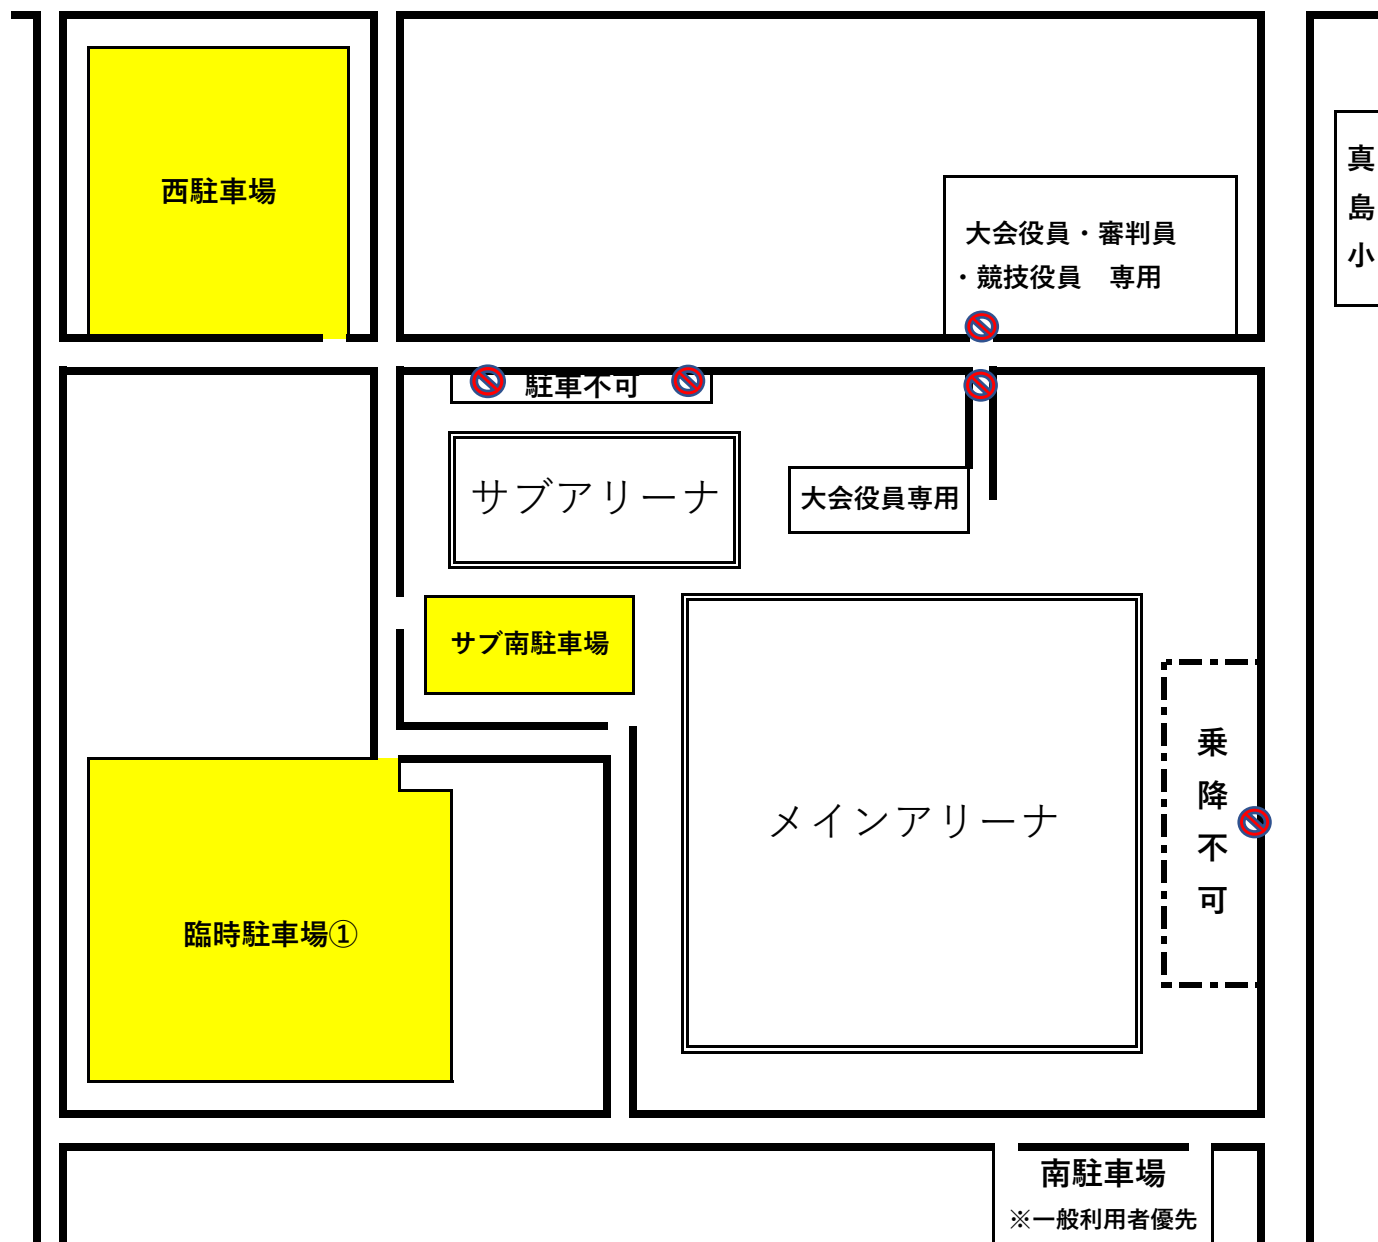 西駐車場
大会役員・審判員
・競技役員　専用
真島小
駐車不可
サブアリーナ
大会役員専用
サブ南駐車場
メインアリーナ
乗降不可
臨時駐車場①
南駐車場
※一般利用者優先